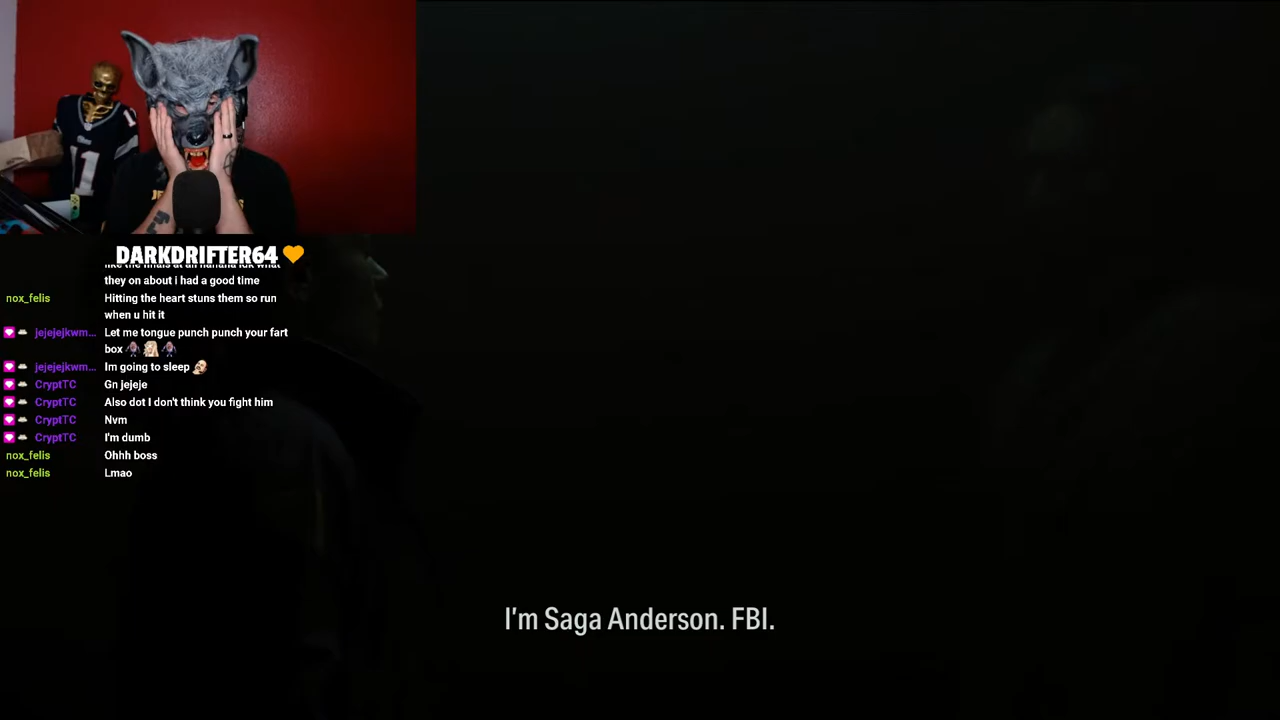 11
DARKDRIFTER64
they on about i had a good time
nox_felis Hitting the heart stuns them so run
when u hit it
jejejejkwm... Let me tongue punch punch your fart
box
jejejejkwm... Im going to sleep
CryptTC Gn jejeje
CryptTC Also dot I don't think you fight him
CryptTC Nvm
CryptTC I'm dumb
nox_felis Ohhh boss
nox_felis Lmao
I'm Saga Anderson. FBI.